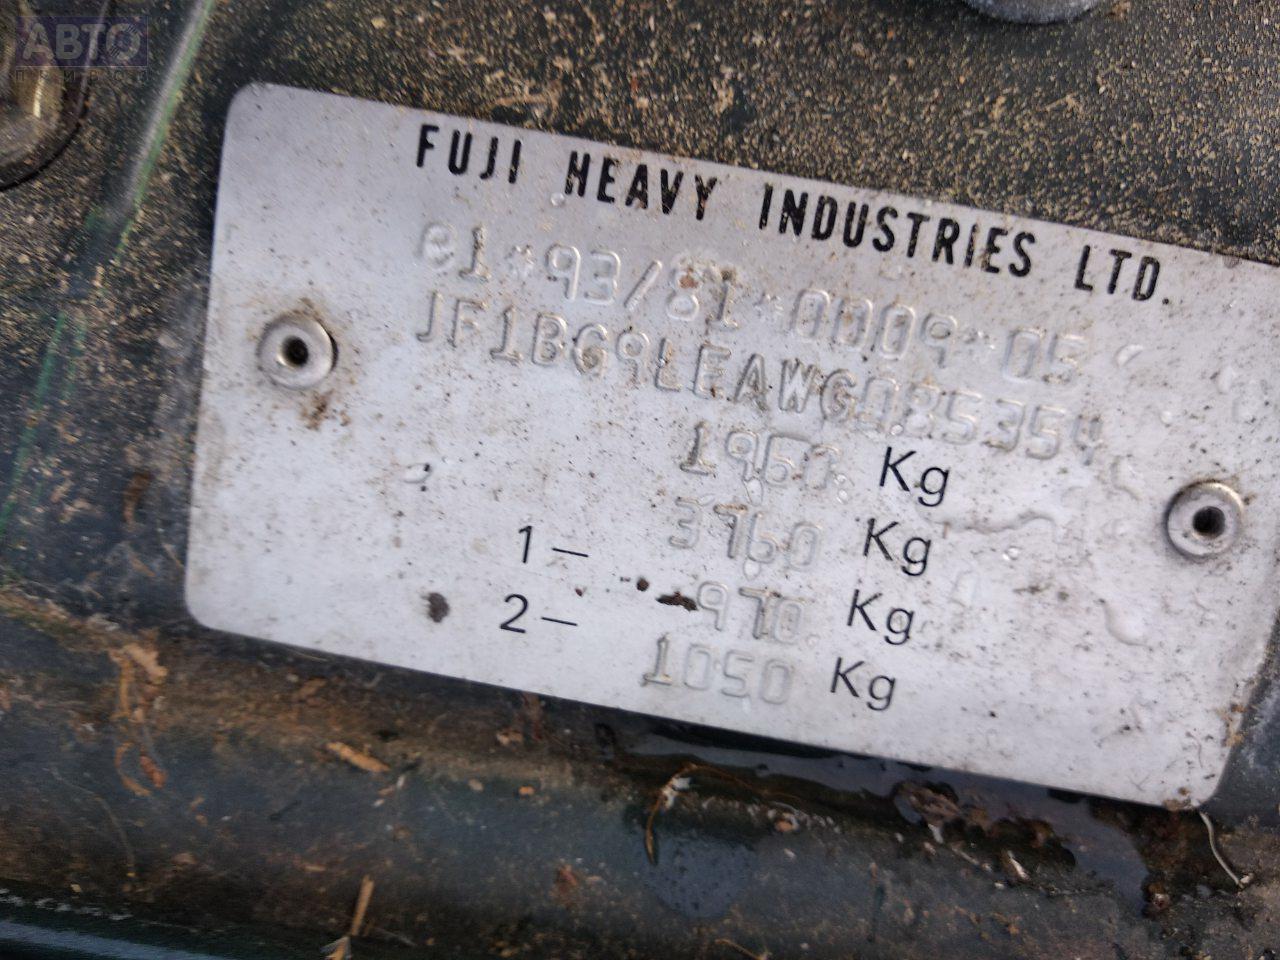 АВТО
ПРИВОЗ
FUJI HEAVY INDUSTRIES LTD.
e1*93/81*0009*05
JF1BG9LEAWG085354
1960 Kg
3760 Kg
1- 970 Kg
2- 1050 Kg